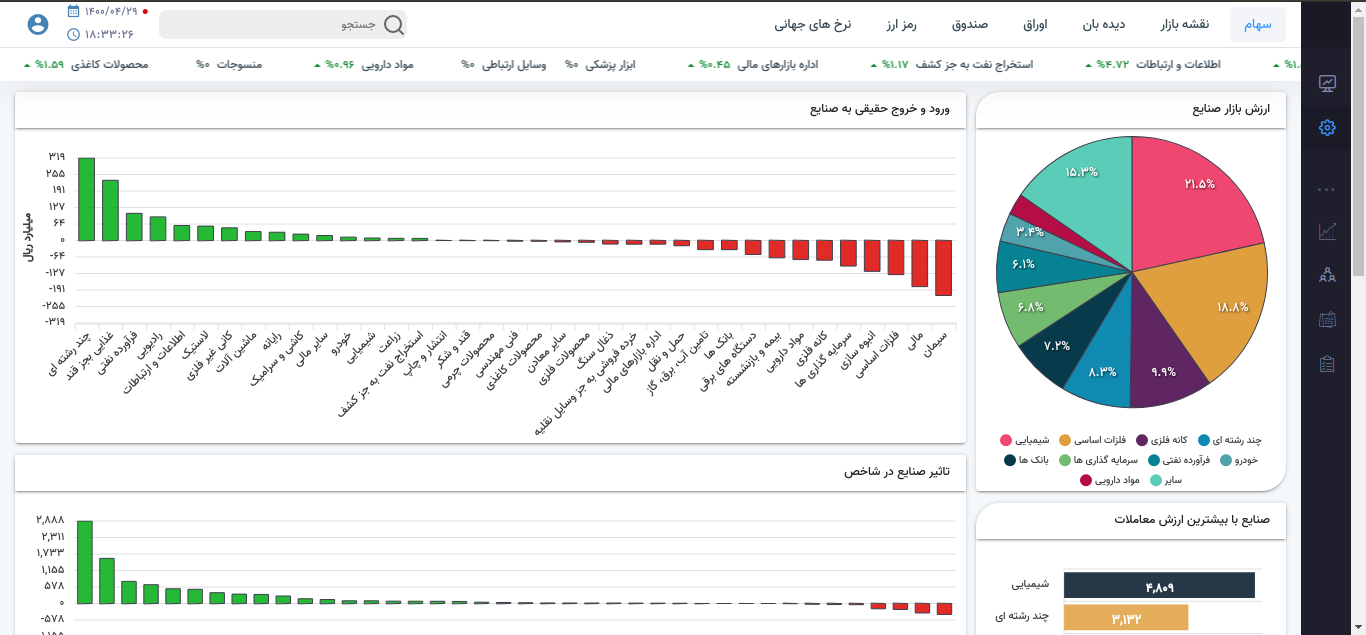 سهام نقشه بازار دیده بان اوراق صندوق رمز ارز نرخ های جهانی
جستجو
۱۴۰۰/۰۴/۲۹
۱۸:۳۳:۲۶
اطلاعات و ارتباطات %۴.۷۲ استخراج نفت به جز کشف %۱.۱۷ اداره بازارهای مالی %۰.۴۵ ابزار پزشکی %۰ وسایل ارتباطی %۰ مواد دارویی %۰.۹۶ منسوجات %۰ محصولات کاغذی %۱.۵۹
ارزش بازار صنایع
۲۱.۵%
۱۸.۸%
۹.۹%
۸.۳%
۷.۲%
۶.۸%
۶.۱%
۳.۴%
۱۵.۳%
چند رشته ای کانه فلزی فلزات اساسی شیمیایی
خودرو فرآورده نفتی سرمایه گذاری ها بانک ها
سایر مواد دارویی
ورود و خروج حقیقی به صنایع
میلیارد ریال
۳۱۹
۲۵۵
۱۹۱
۱۲۷
۶۴
۰
-۶۴
-۱۲۷
-۱۹۱
-۲۵۵
-۳۱۹
چند رشته ای
غذایی بجز قند
فرآورده نفتی
رادیویی
اطلاعات و ارتباطات
لاستیک
کانی غیر فلزی
ماشین آلات
رایانه
کاشی و سرامیک
سایر مالی
خودرو
شیمیایی
زراعت
استخراج نفت به جز کشف
انتشار و چاپ
قند و شکر
محصولات چرمی
فنی مهندسی
محصولات کاغذی
سایر معادن
محصولات فلزی
ذغال سنگ
خرده فروشی به جز وسایل نقلیه
اداره بازارهای مالی
حمل و نقل
تامین آب، برق، گاز
بانک ها
دستگاه های برقی
بیمه و بازنشسته
مواد دارویی
کانه فلزی
سرمایه گذاری ها
انبوه سازی
فلزات اساسی
مالی
سیمان
تاثیر صنایع در شاخص
۲,۸۸۸
۲,۳۱۱
۱,۷۳۳
۱,۱۵۵
۵۷۸
۰
-۵۷۸
صنایع با بیشترین ارزش معاملات
شیمیایی ۴,۸۰۹
چند رشته ای ۳,۱۳۲